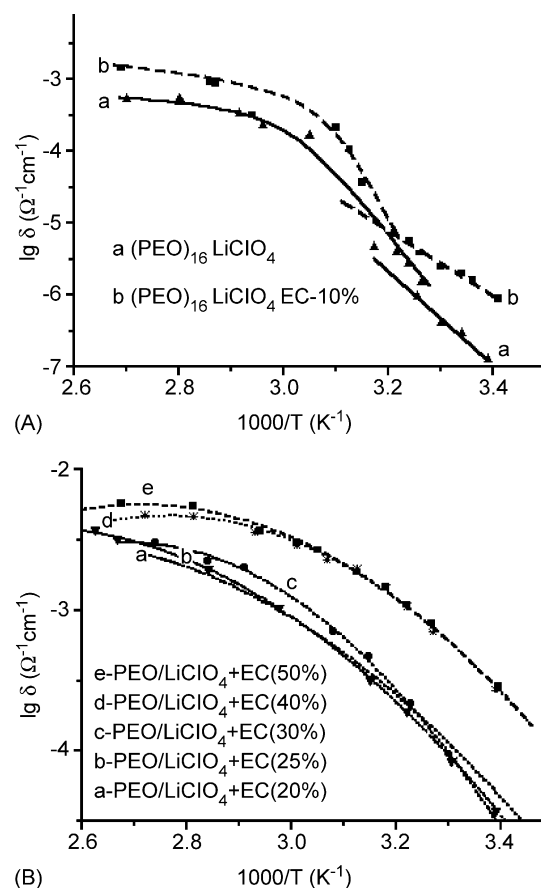 -3
-4
-5
-6
-7
lg δ (Ω⁻¹cm⁻¹)
b
a
a (PEO)₁₆ LiClO₄
b (PEO)₁₆ LiClO₄ EC-10%
b
a
2.6 2.8 3.0 3.2 3.4
(A) 1000/T (K⁻¹)
-2
-3
-4
lg δ (Ω⁻¹cm⁻¹)
e
d
a b c
e-PEO/LiClO₄+EC(50%)
d-PEO/LiClO₄+EC(40%)
c-PEO/LiClO₄+EC(30%)
b-PEO/LiClO₄+EC(25%)
a-PEO/LiClO₄+EC(20%)
2.6 2.8 3.0 3.2 3.4
(B) 1000/T (K⁻¹)